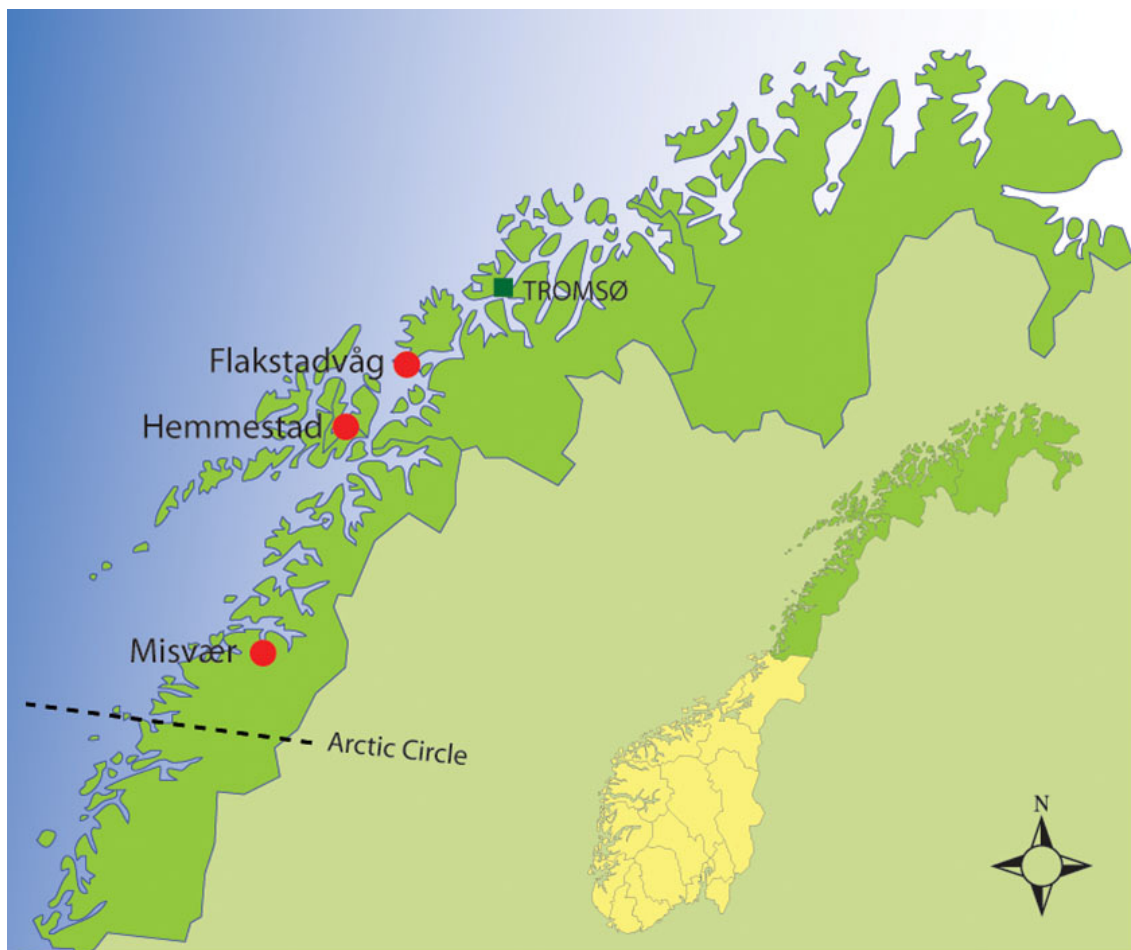 TROMSØ
Flakstadvåg
Hemmestad
Misvær
Arctic Circle
N